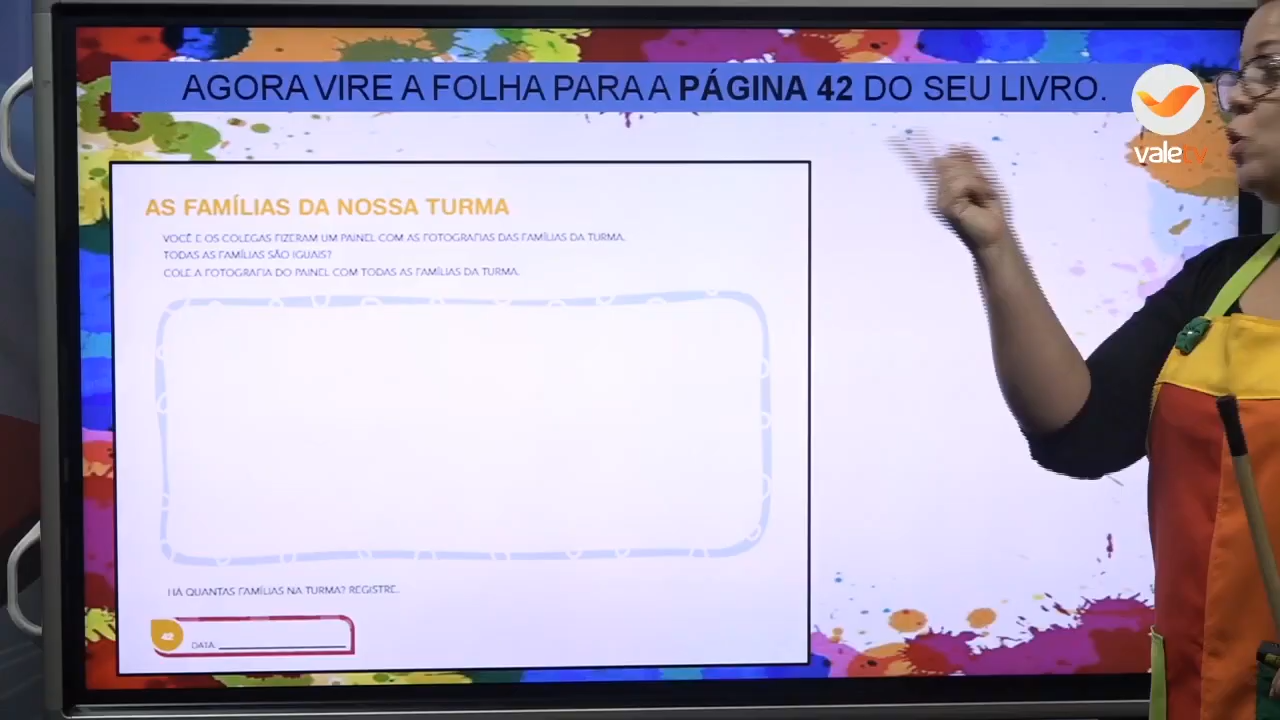 AGORA VIRE A FOLHA PARA A PÁGINA 42 DO SEU LIVRO.
valetv
AS FAMÍLIAS DA NOSSA TURMA
VOCÊ E OS COLEGAS FIZERAM UM PAINEL COM AS FOTOGRAFIAS DAS FAMÍLIAS DA TURMA.
TODAS AS FAMÍLIAS SÃO IGUAIS?
COLE A FOTOGRAFIA DO PAINEL COM TODAS AS FAMÍLIAS DA TURMA.
HÁ QUANTAS FAMÍLIAS NA TURMA? REGISTRE.
42
DATA: